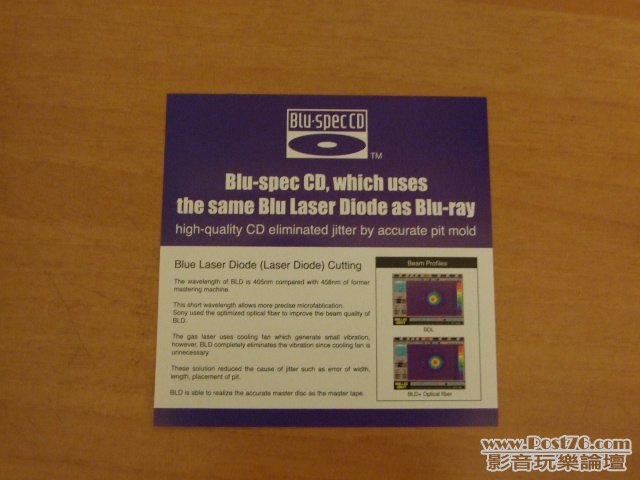 Blu-spec CD
TM
Blu-spec CD, which uses
the same Blu Laser Diode as Blu-ray
high-quality CD eliminated jitter by accurate pit mold
Blue Laser Diode (Laser Diode) Cutting
The wavelength of BLD is 405nm compared with 458nm of former
mastering machine.
This short wavelength allows more precise microfablication.
Sony used the optimized optical fiber to improve the beam quality of
BLD.
The gas laser uses cooling fan which generate small vibration,
however, BLD completely eliminates the vibration since cooling fan is
unnecessary.
These solution reduced the cause of jitter such as error of width,
length, placement of pit.
BLD is able to realize the accurate master disc as the master tape.
Beam Profiles
BDL
BLD+ Optical fiber
www.Post76.com
影音玩樂論壇